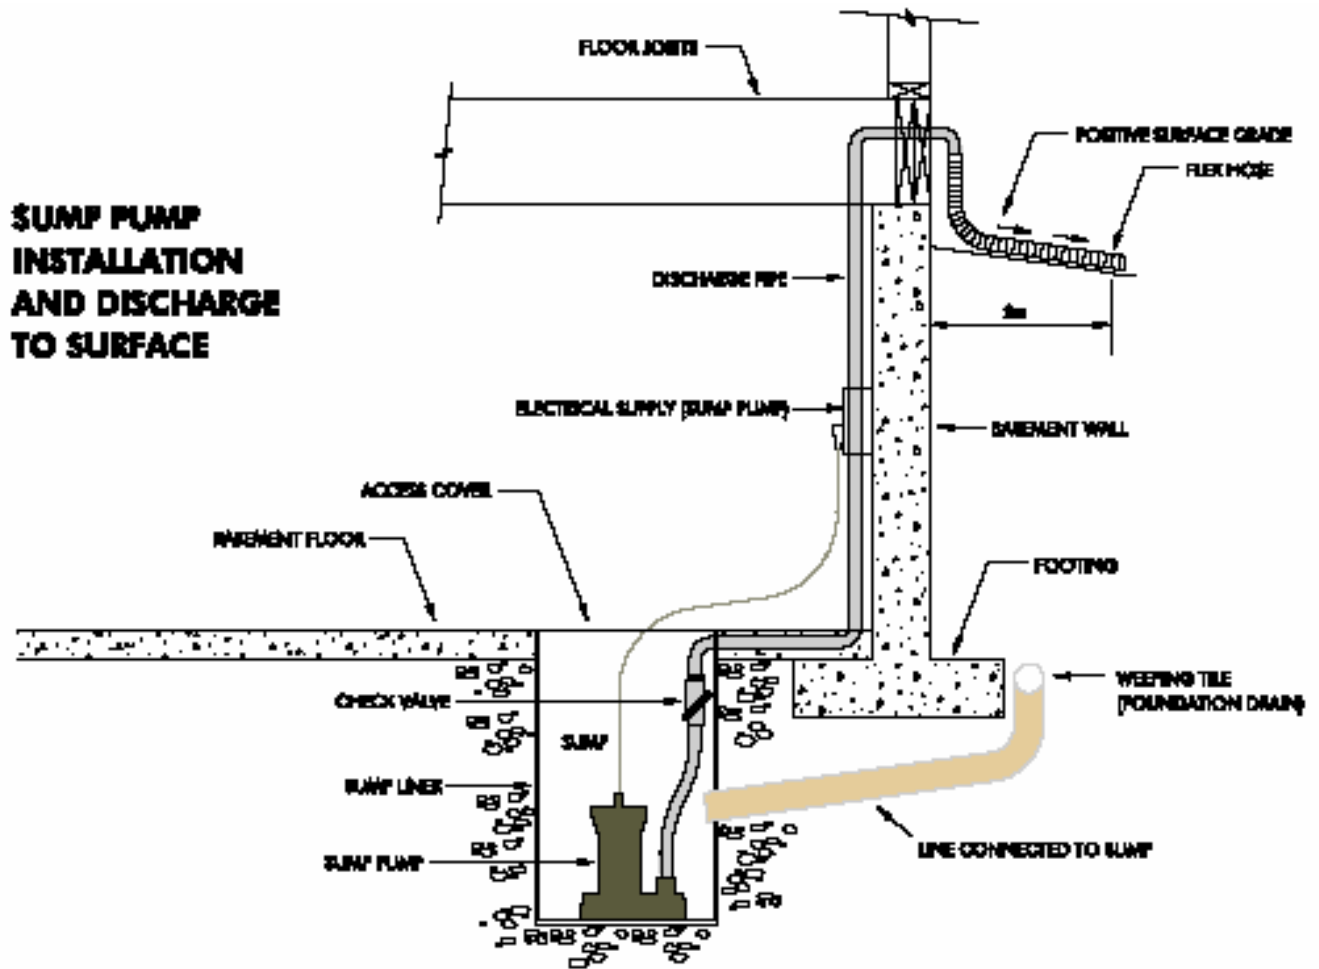 FLOOR JOISTS
POSITIVE SURFACE GRADE
FLEX HOSE
SUMP PUMP
INSTALLATION
AND DISCHARGE
TO SURFACE
DISCHARGE PIPE
ELECTRICAL SUPPLY (SUMP PUMP)
BASEMENT WALL
ACCESS COVER
BASEMENT FLOOR
FOOTING
WEEPING TILE
(FOUNDATION DRAIN)
CHECK VALVE
SUMP
SUMP LINER
SUMP PUMP
LINE CONNECTED TO SUMP